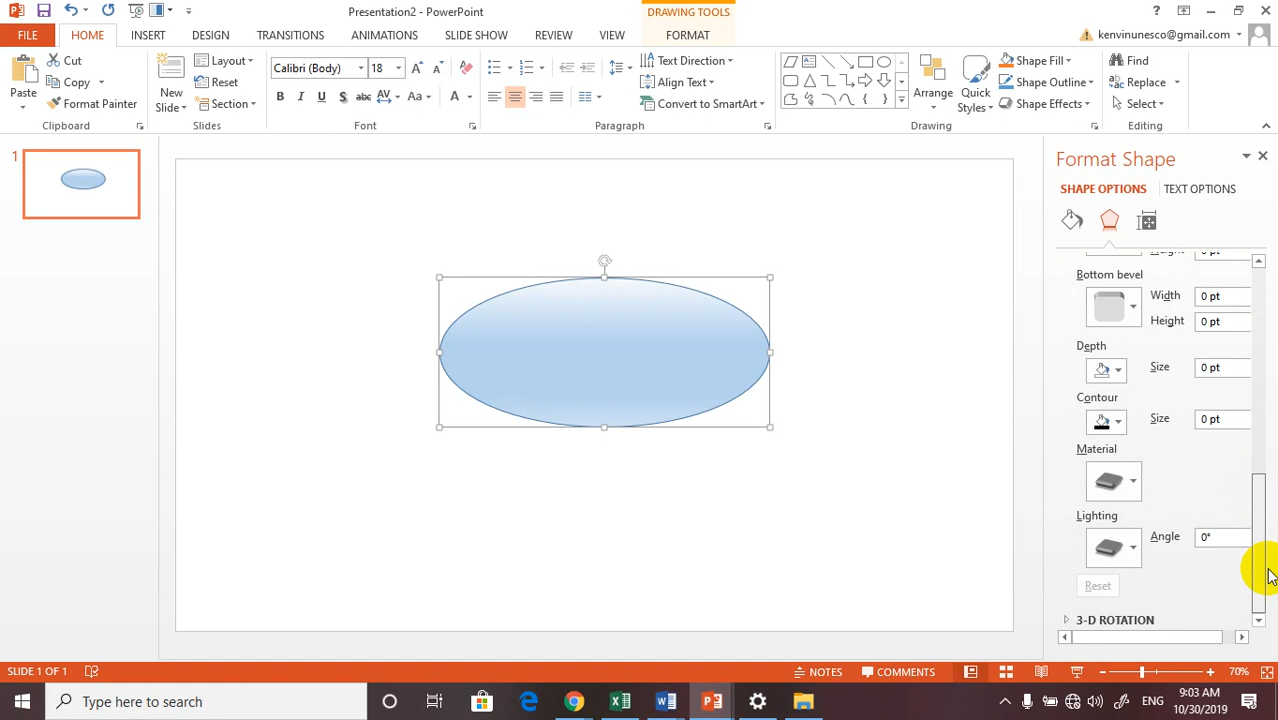 Presentation2 - PowerPoint
DRAWING TOOLS
FILE HOME INSERT DESIGN TRANSITIONS ANIMATIONS SLIDE SHOW REVIEW VIEW FORMAT
kenvinunesco@gmail.com
Paste
Cut
Copy
Format Painter
Clipboard
New Slide
Layout
Reset
Section
Slides
Calibri (Body) 18
B I U S abc AV Aa A
Font
Text Direction
Align Text
Convert to SmartArt
Paragraph
Arrange
Quick Styles
Shape Fill
Shape Outline
Shape Effects
Drawing
Find
Replace
Select
Editing
1
Format Shape
SHAPE OPTIONS TEXT OPTIONS
0 pt
Bottom bevel
Width 0 pt
Height 0 pt
Depth
Size 0 pt
Contour
Size 0 pt
Material
Lighting
Angle 0°
Reset
3-D ROTATION
SLIDE 1 OF 1
NOTES COMMENTS 70%
Type here to search
ENG
9:03 AM
10/30/2019